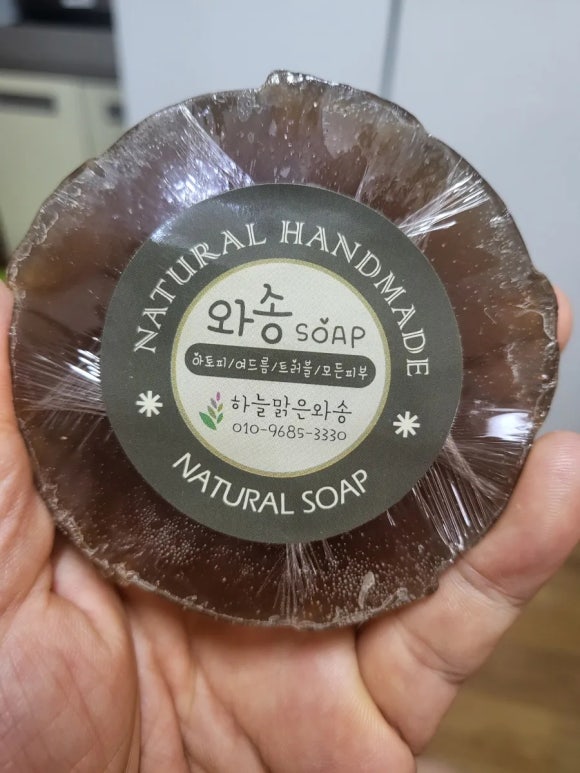 NATURAL HANDMADE
와송 SOAP
아토피/여드름/트러블/모든피부
하늘맑은와송
010-9685-3330
NATURAL SOAP